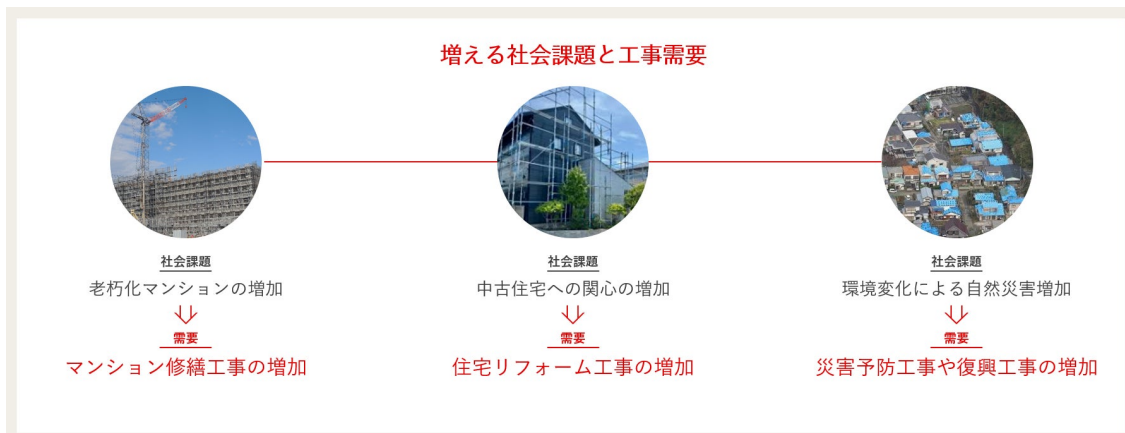 増える社会課題と工事需要
社会課題
老朽化マンションの増加
需要
マンション修繕工事の増加
社会課題
中古住宅への関心の増加
需要
住宅リフォーム工事の増加
社会課題
環境変化による自然災害増加
需要
災害予防工事や復興工事の増加